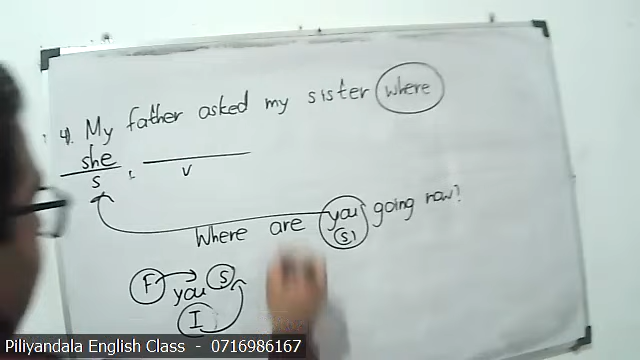 4). My father asked my sister where
she
S V
Where are you going now?
S
F you S
I
Piliyandala English Class - 0716986167